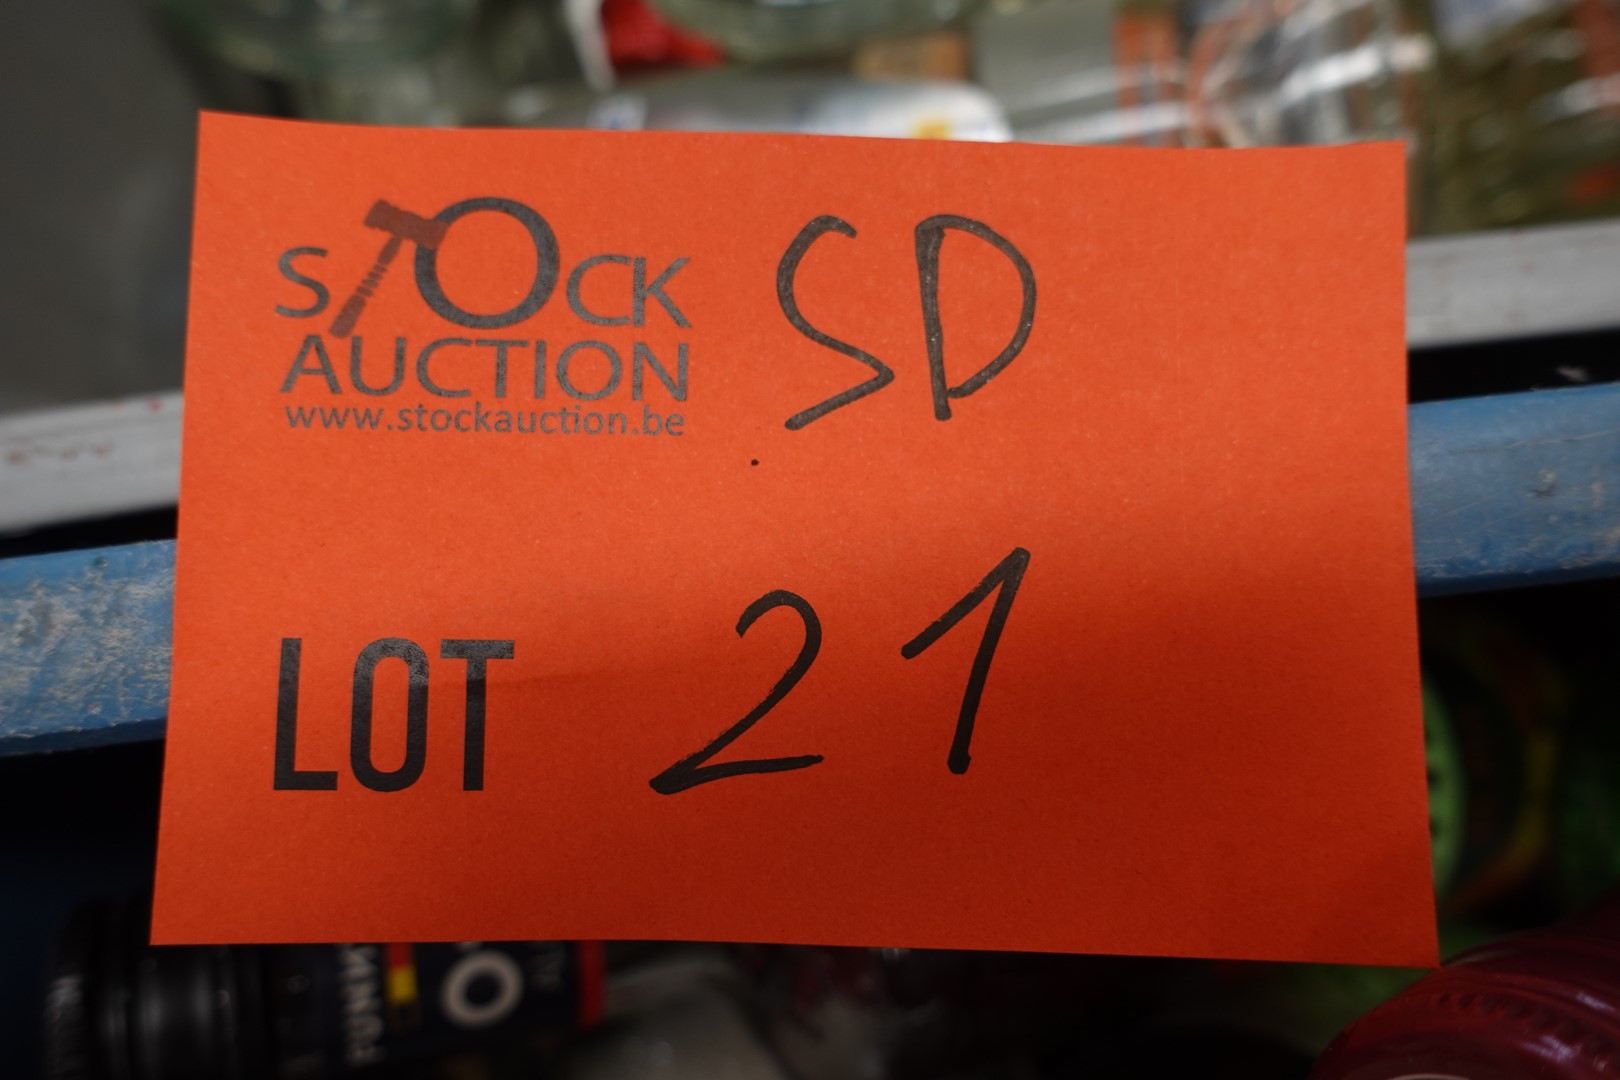 STOCK SD
AUCTION
www.stockauction.be
LOT 21